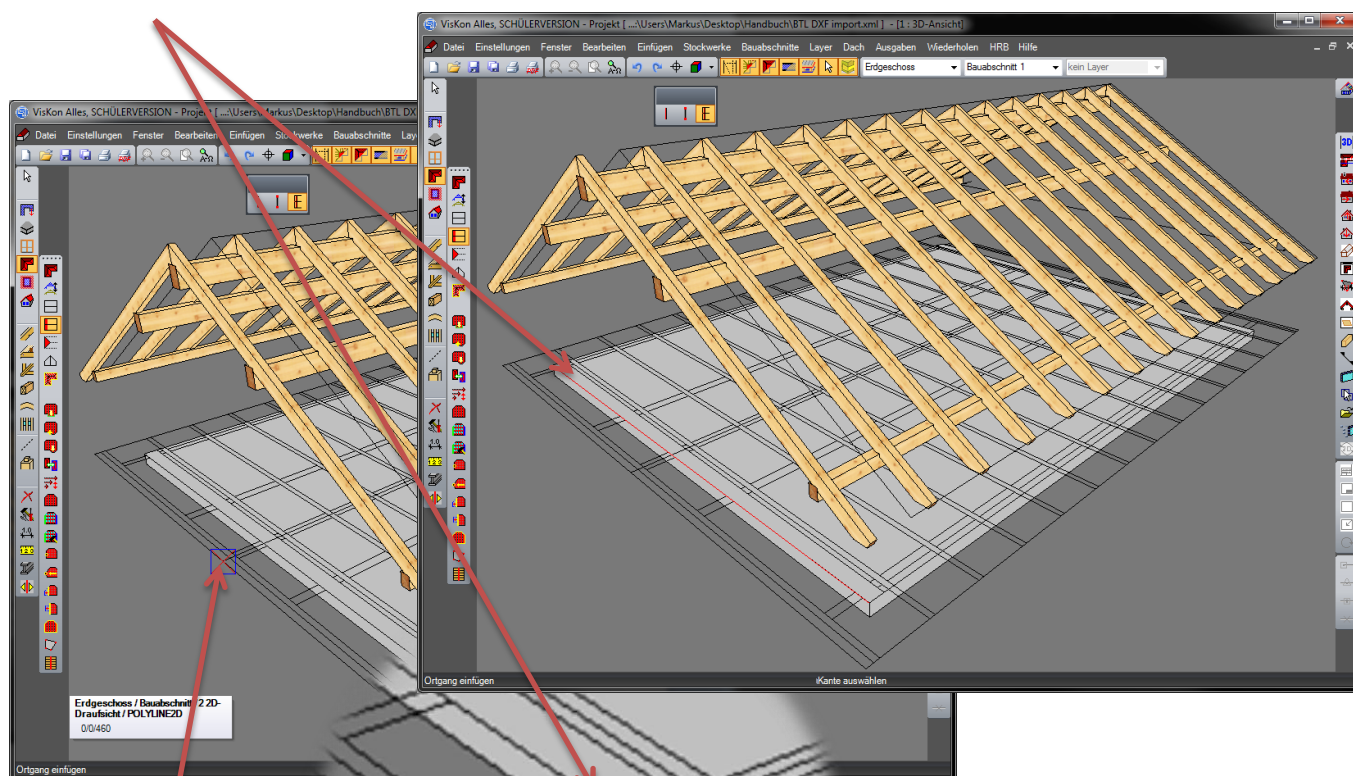 VisKon Alles, SCHÜLERVERSION - Projekt [ ...:\Users\Markus\Desktop\Handbuch\BTL DXF import.xml ] - [1 : 3D-Ansicht]
Datei Einstellungen Fenster Bearbeiten Einfügen Stockwerke Bauabschnitte Layer Dach Ausgaben Wiederholen HRB Hilfe
Erdgeschoss Bauabschnitt 1 kein Layer
Ortgang einfügen Kante auswählen
VisKon Alles, SCHÜLERVERSION - Projekt [ ...:\Users\Markus\Desktop\Handbuch\BTL DX
Datei Einstellungen Fenster Bearbeiten Einfügen Stockwerke Bauabschnitte Lay
Erdgeschoss / Bauabschnitt 2 2D-
Draufsicht / POLYLINE2D
0/0/460
Ortgang einfügen